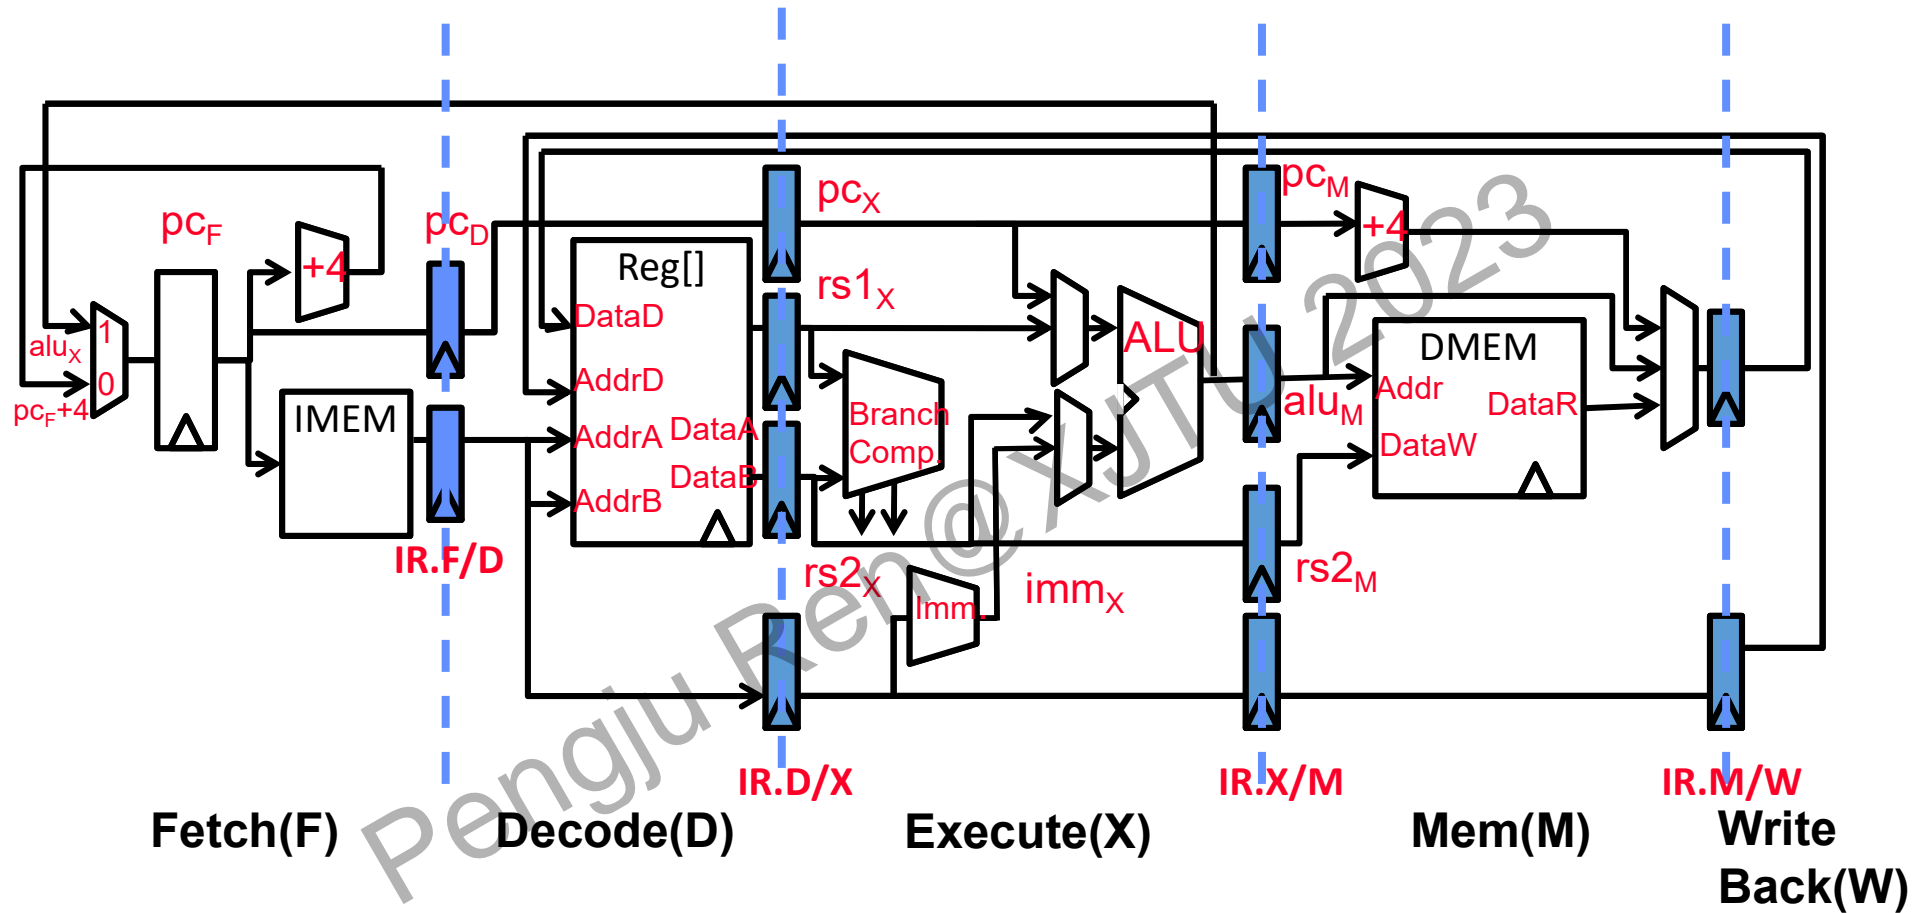 pcF
+4
pcD
aluX
1
0
pcF+4
IMEM
IR.F/D
Reg[]
DataD
AddrD
AddrA
DataA
DataB
AddrB
pcX
rs1X
Branch
Comp.
rs2X
Imm.
immX
ALU
pcM
+4
aluM
DMEM
Addr
DataR
DataW
rs2M
IR.D/X
IR.X/M
IR.M/W
Fetch(F)
Decode(D)
Execute(X)
Mem(M)
Write
Back(W)
Pengju Ren@XJTU 2023